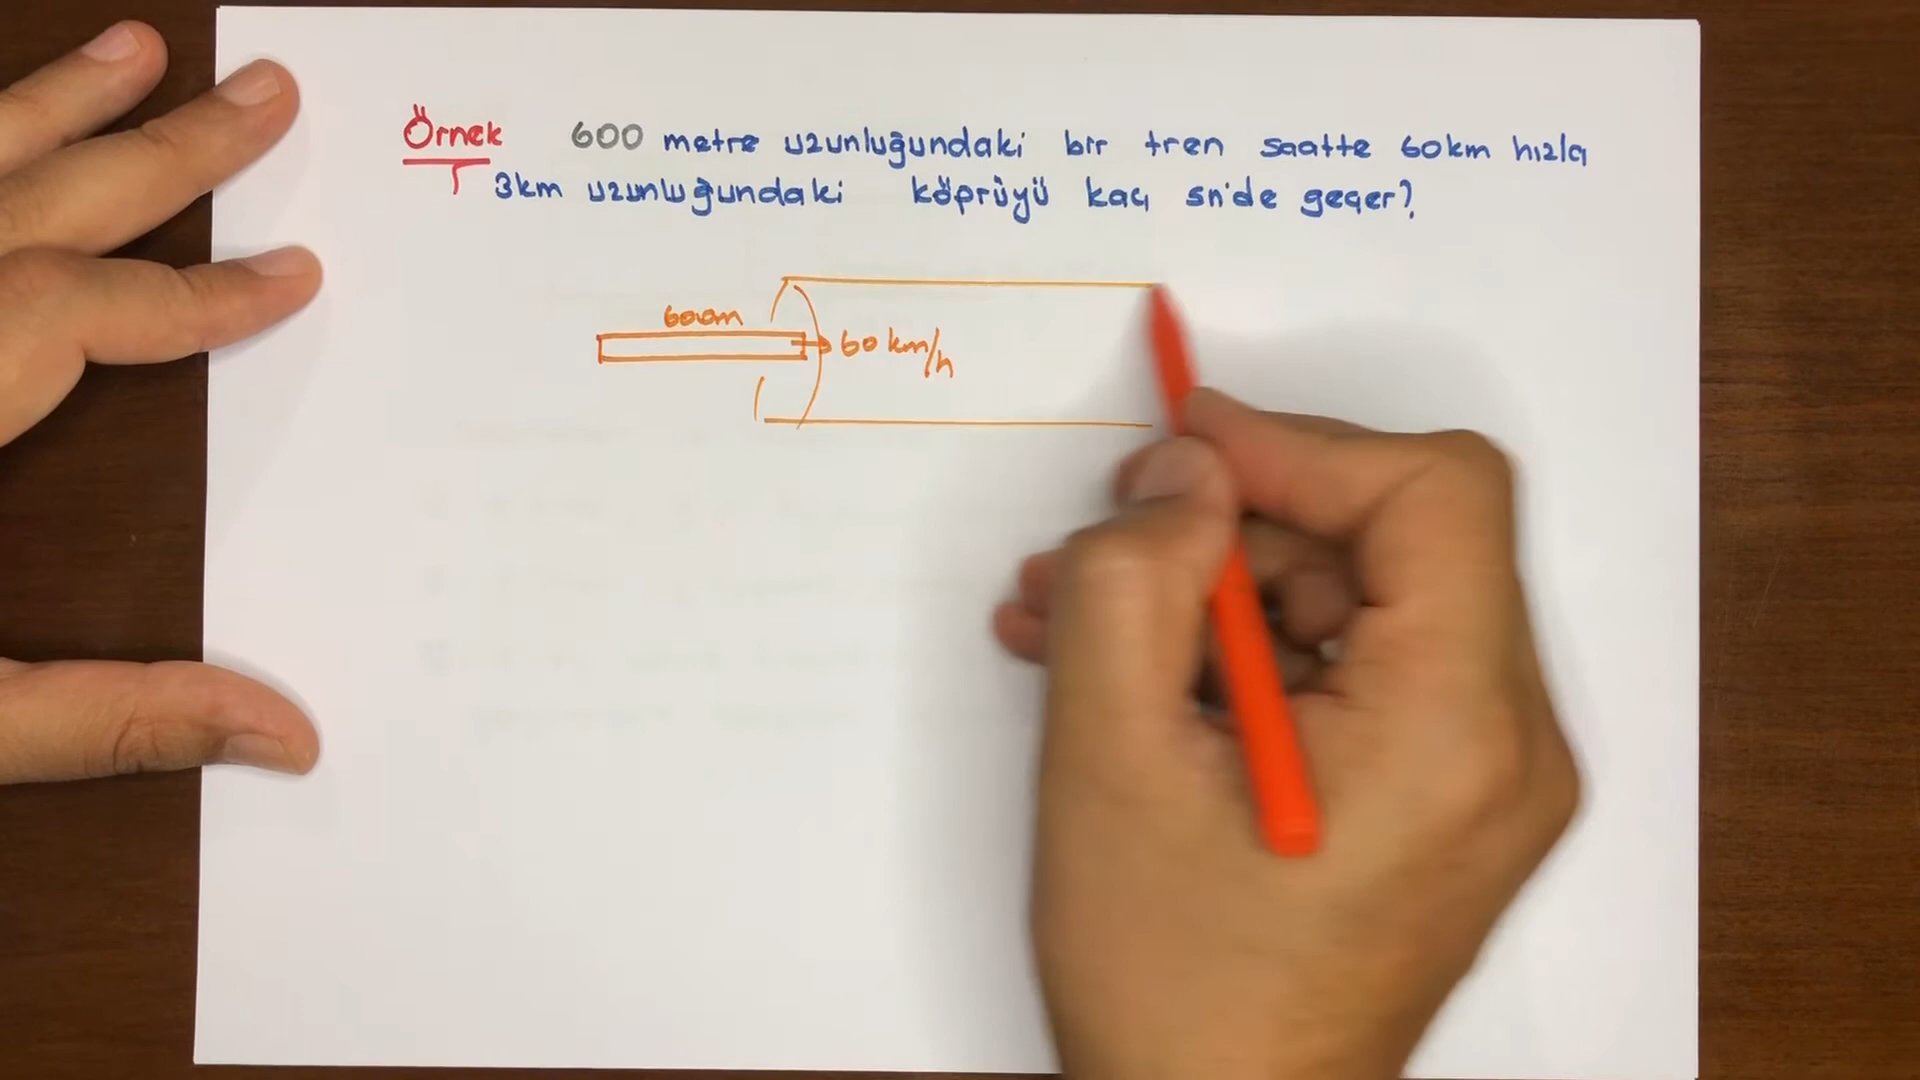 Örnek 600 metre uzunluğundaki bir tren saatte 60km hızla
3km uzunluğundaki köprüyü kaç sn'de geçer?
600m
60 km/h